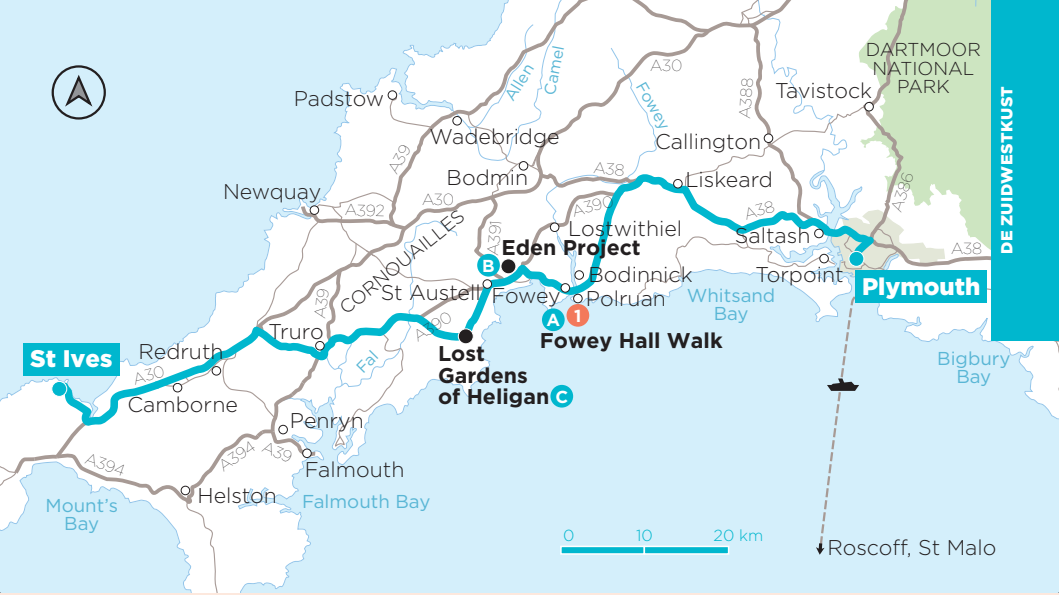 DARTMOOR
NATIONAL
PARK
DE ZUIDWESTKUST
Allen
Camel
A30
Fowey
A388
Tavistock
Padstow
Wadebridge
A39
Callington
Bodmin
A38
Liskeard
A386
Newquay
A392
A30
A390
A38
Lostwithiel
Saltash
A38
CORNOUAILLES
A391
Eden Project
B
Bodinnick
Torpoint
Plymouth
St Austell
Fowey
Polruan
Whitsand
Bay
A39
A390
A
1
Fowey Hall Walk
Truro
Redruth
St Ives
Fal
Lost
Gardens
of Heligan
C
Bigbury
Bay
A30
Camborne
Penryn
A394
A39
A394
Falmouth
Helston
Falmouth Bay
Mount's
Bay
0
10
20 km
Roscoff, St Malo